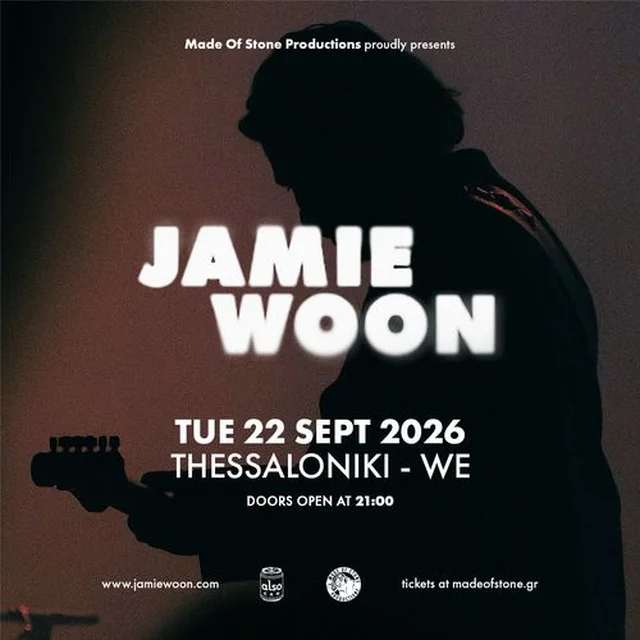 Made Of Stone Productions proudly presents
JAMIE
WOON
TUE 22 SEPT 2026
THESSALONIKI - WE
DOORS OPEN AT 21:00
www.jamiewoon.com
also
tickets at madeofstone.gr